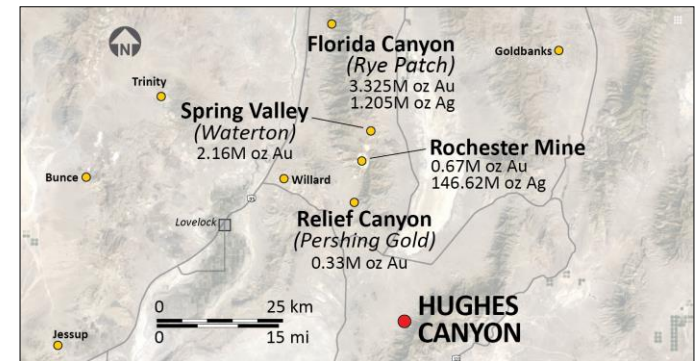 N
Florida Canyon
(Rye Patch)
3.325M oz Au
1.205M oz Ag
Goldbanks
Trinity
Spring Valley
(Waterton)
2.16M oz Au
Rochester Mine
0.67M oz Au
146.62M oz Ag
Bunce
Willard
Lovelock
Relief Canyon
(Pershing Gold)
0.33M oz Au
0 25 km
0 15 mi
HUGHES
CANYON
Jessup